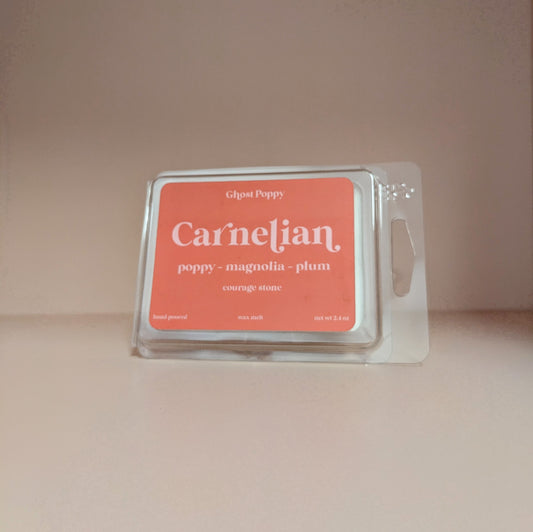 Ghost Poppy
Carnelian
poppy - magnolia - plum
courage stone
hand poured wax melt net wt 2.4 oz